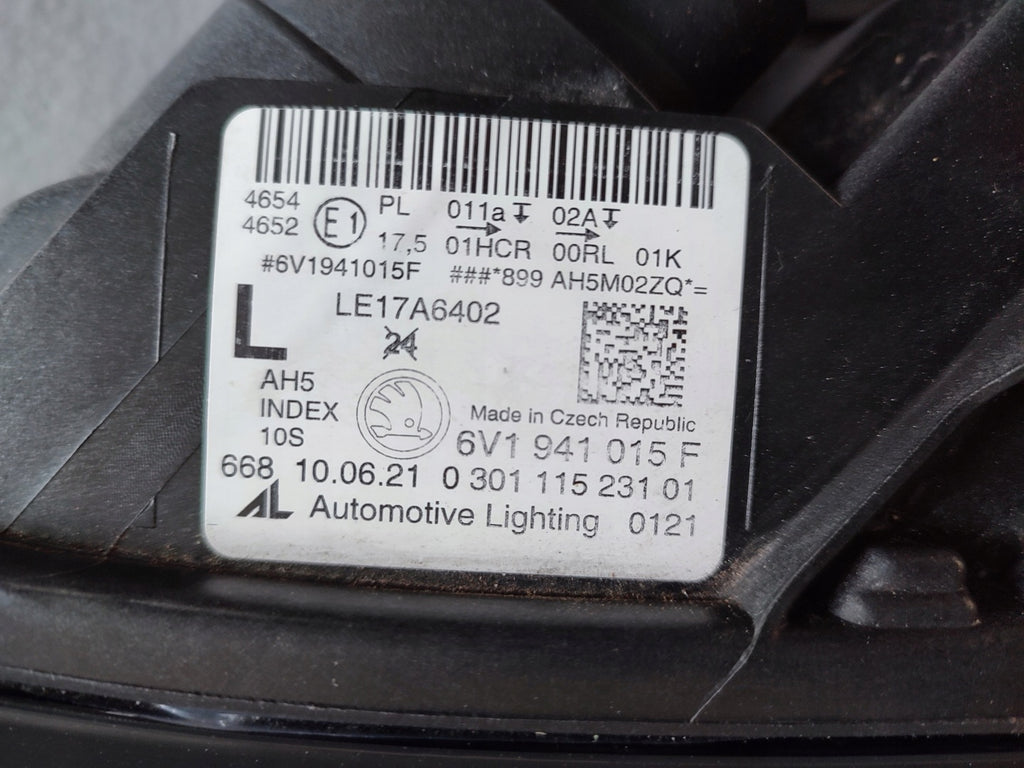 4654 PL 011a 02A
4652 E1 17,5 01HCR 00RL 01K
#6V1941015F ###*899 AH5M02ZQ*=
L LE17A6402
24
AH5
INDEX
10S
Made in Czech Republic
6V1 941 015 F
668 10.06.21 0 301 115 231 01
AL Automotive Lighting 0121